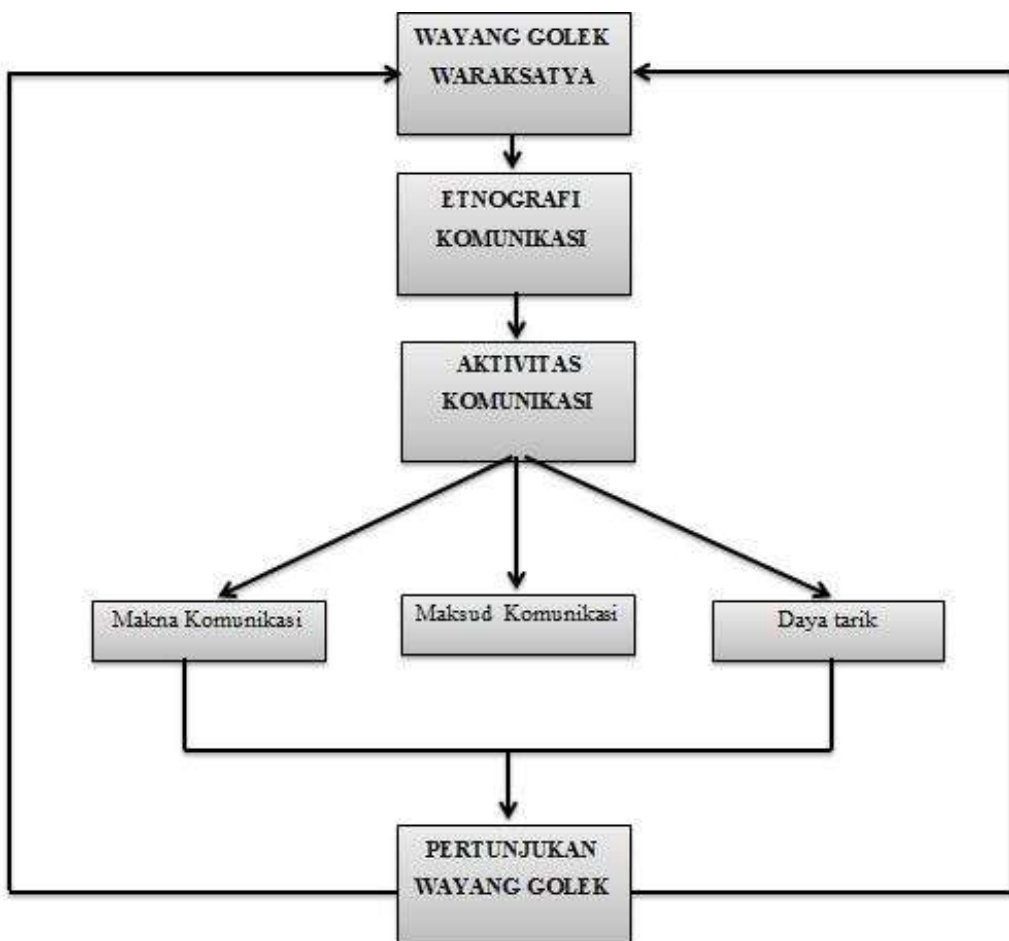 WAYANG GOLEK
WARAKSATYA
ETNOGRAFI
KOMUNIKASI
AKTIVITAS
KOMUNIKASI
Makna Komunikasi
Maksud Komunikasi
Daya tarik
PERTUNJUKAN
WAYANG GOLEK